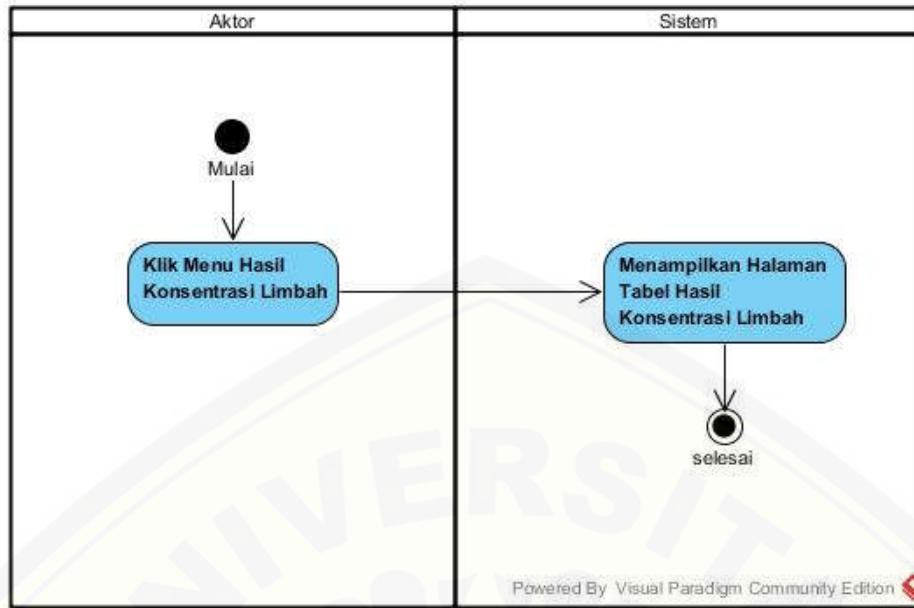 Aktor
Sistem
Mulai
Klik Menu Hasil
Konsentrasi Limbah
Menampilkan Halaman
Tabel Hasil
Konsentrasi Limbah
selesai
UNIVERSIT
Powered By Visual Paradigm Community Edition